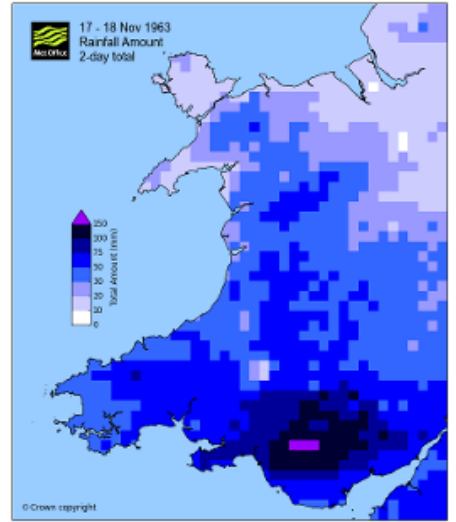 17 - 18 Nov 1963
Rainfall Amount
2-day total
Met Office
150
100
75
50
30
20
10
0
Total Amount (mm)
© Crown copyright